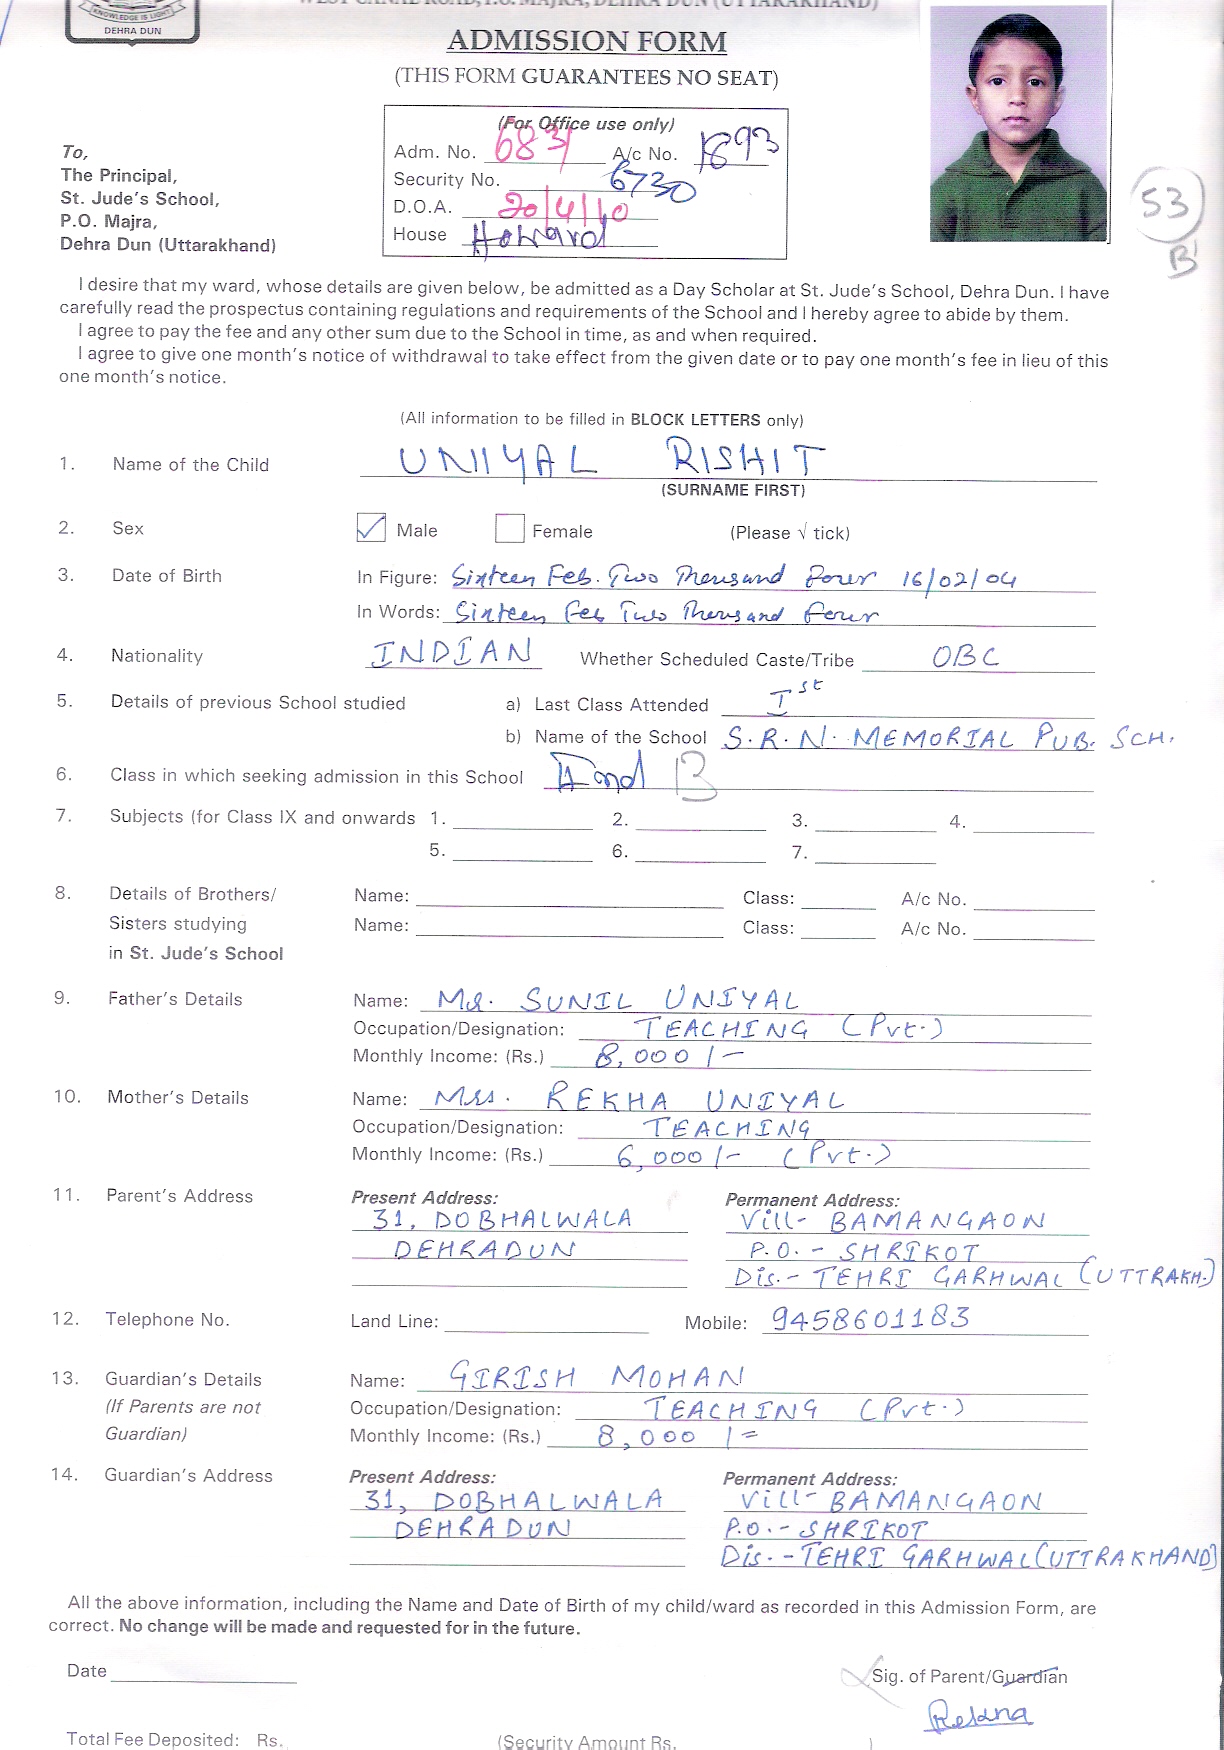 WEST CANAL ROAD, P.O. MAJRA, DEHRA DUN (UTTARAKHAND)
KNOWLEDGE IS LIGHT
DEHRA DUN
ADMISSION FORM
(THIS FORM GUARANTEES NO SEAT)
(For Office use only)
Adm. No. 6831 A/c No. 1893
Security No. 6730
D.O.A. 20/4/10
House Howard
53
B
To,
The Principal,
St. Jude's School,
P.O. Majra,
Dehra Dun (Uttarakhand)
I desire that my ward, whose details are given below, be admitted as a Day Scholar at St. Jude's School, Dehra Dun. I have
carefully read the prospectus containing regulations and requirements of the School and I hereby agree to abide by them.
I agree to pay the fee and any other sum due to the School in time, as and when required.
I agree to give one month's notice of withdrawal to take effect from the given date or to pay one month's fee in lieu of this
one month's notice.
(All information to be filled in BLOCK LETTERS only)
1. Name of the Child UNIYAL RISHIT
(SURNAME FIRST)
2. Sex ✓ Male Female (Please √ tick)
3. Date of Birth In Figure: Sixteen Feb. Two Thousand Four 16/02/04
In Words: Sixteen Feb Two Thousand Four
4. Nationality INDIAN Whether Scheduled Caste/Tribe OBC
5. Details of previous School studied a) Last Class Attended Ist
b) Name of the School S.R.N. MEMORIAL PUB. SCH.
6. Class in which seeking admission in this School IInd B
7. Subjects (for Class IX and onwards 1. 2. 3. 4.
5. 6. 7.
8. Details of Brothers/ Name: Class: A/c No.
Sisters studying Name: Class: A/c No.
in St. Jude's School
9. Father's Details Name: Mr. SUNIL UNIYAL
Occupation/Designation: TEACHING (Pvt.)
Monthly Income: (Rs.) 8,000/-
10. Mother's Details Name: Mrs. REKHA UNIYAL
Occupation/Designation: TEACHING
Monthly Income: (Rs.) 6,000/- (Pvt.)
11. Parent's Address Present Address: Permanent Address:
31, DOBHALWALA Vill- BAMANGAON
DEHRADUN P.O. - SHRIKOT
Dis.- TEHRI GARHWAL (UTTRAKH.)
12. Telephone No. Land Line: Mobile: 9458601183
13. Guardian's Details Name: GIRISH MOHAN
(If Parents are not Occupation/Designation: TEACHING (Pvt.)
Guardian) Monthly Income: (Rs.) 8,000/=
14. Guardian's Address Present Address: Permanent Address:
31, DOBHALWALA Vill- BAMANGAON
DEHRADUN P.O.- SHRIKOT
Dis.- TEHRI GARHWAL (UTTRAKHAND)
All the above information, including the Name and Date of Birth of my child/ward as recorded in this Admission Form, are
correct. No change will be made and requested for in the future.
Date Sig. of Parent/Guardian
Rekha
Total Fee Deposited: Rs. (Security Amount Rs. )